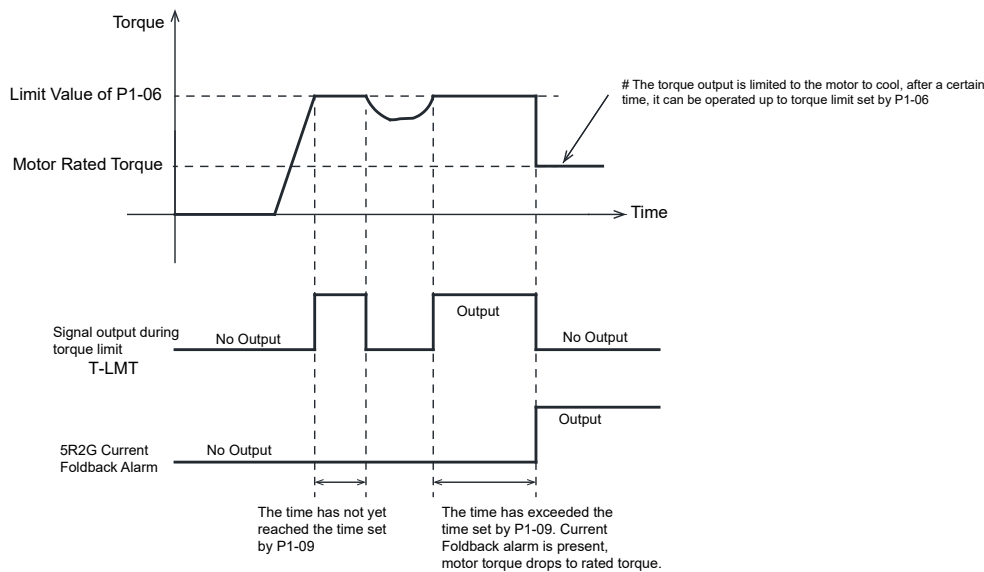 Torque
Limit Value of P1-06
# The torque output is limited to the motor to cool, after a certain
time, it can be operated up to torque limit set by P1-06
Motor Rated Torque
Time
Signal output during
torque limit
T-LMT
No Output
Output
No Output
5R2G Current
Foldback Alarm
No Output
Output
The time has not yet
reached the time set
by P1-09
The time has exceeded the
time set by P1-09. Current
Foldback alarm is present,
motor torque drops to rated torque.